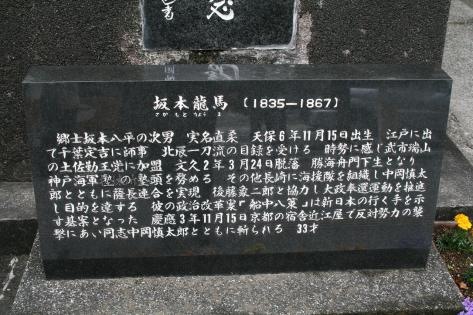 坂本龍馬 (1835—1867)
さかもとりょうま
郷士坂本八平の次男 実名直柔 天保6年11月15日出生 江戸に出
て千葉定吉に師事 北辰一刀流の目録を受ける 時勢に感じ武市瑞山
の土佐勤王党に加盟 文久2年3月24日脱落 勝海舟門下生となり
神戸海軍塾の塾頭を努める その他長崎に海援隊を組織し中岡慎太
郎とともに薩長連合を実現 後藤象二郎と協力し大政奉還運動を推進
し目的を達する 彼の政治改革案『船中八策』は新日本の行く手を示
す基案となった 慶應3年11月15日京都の宿舎近江屋で反対勢力の襲
撃にあい同志中岡慎太郎とともに斬られる 33才